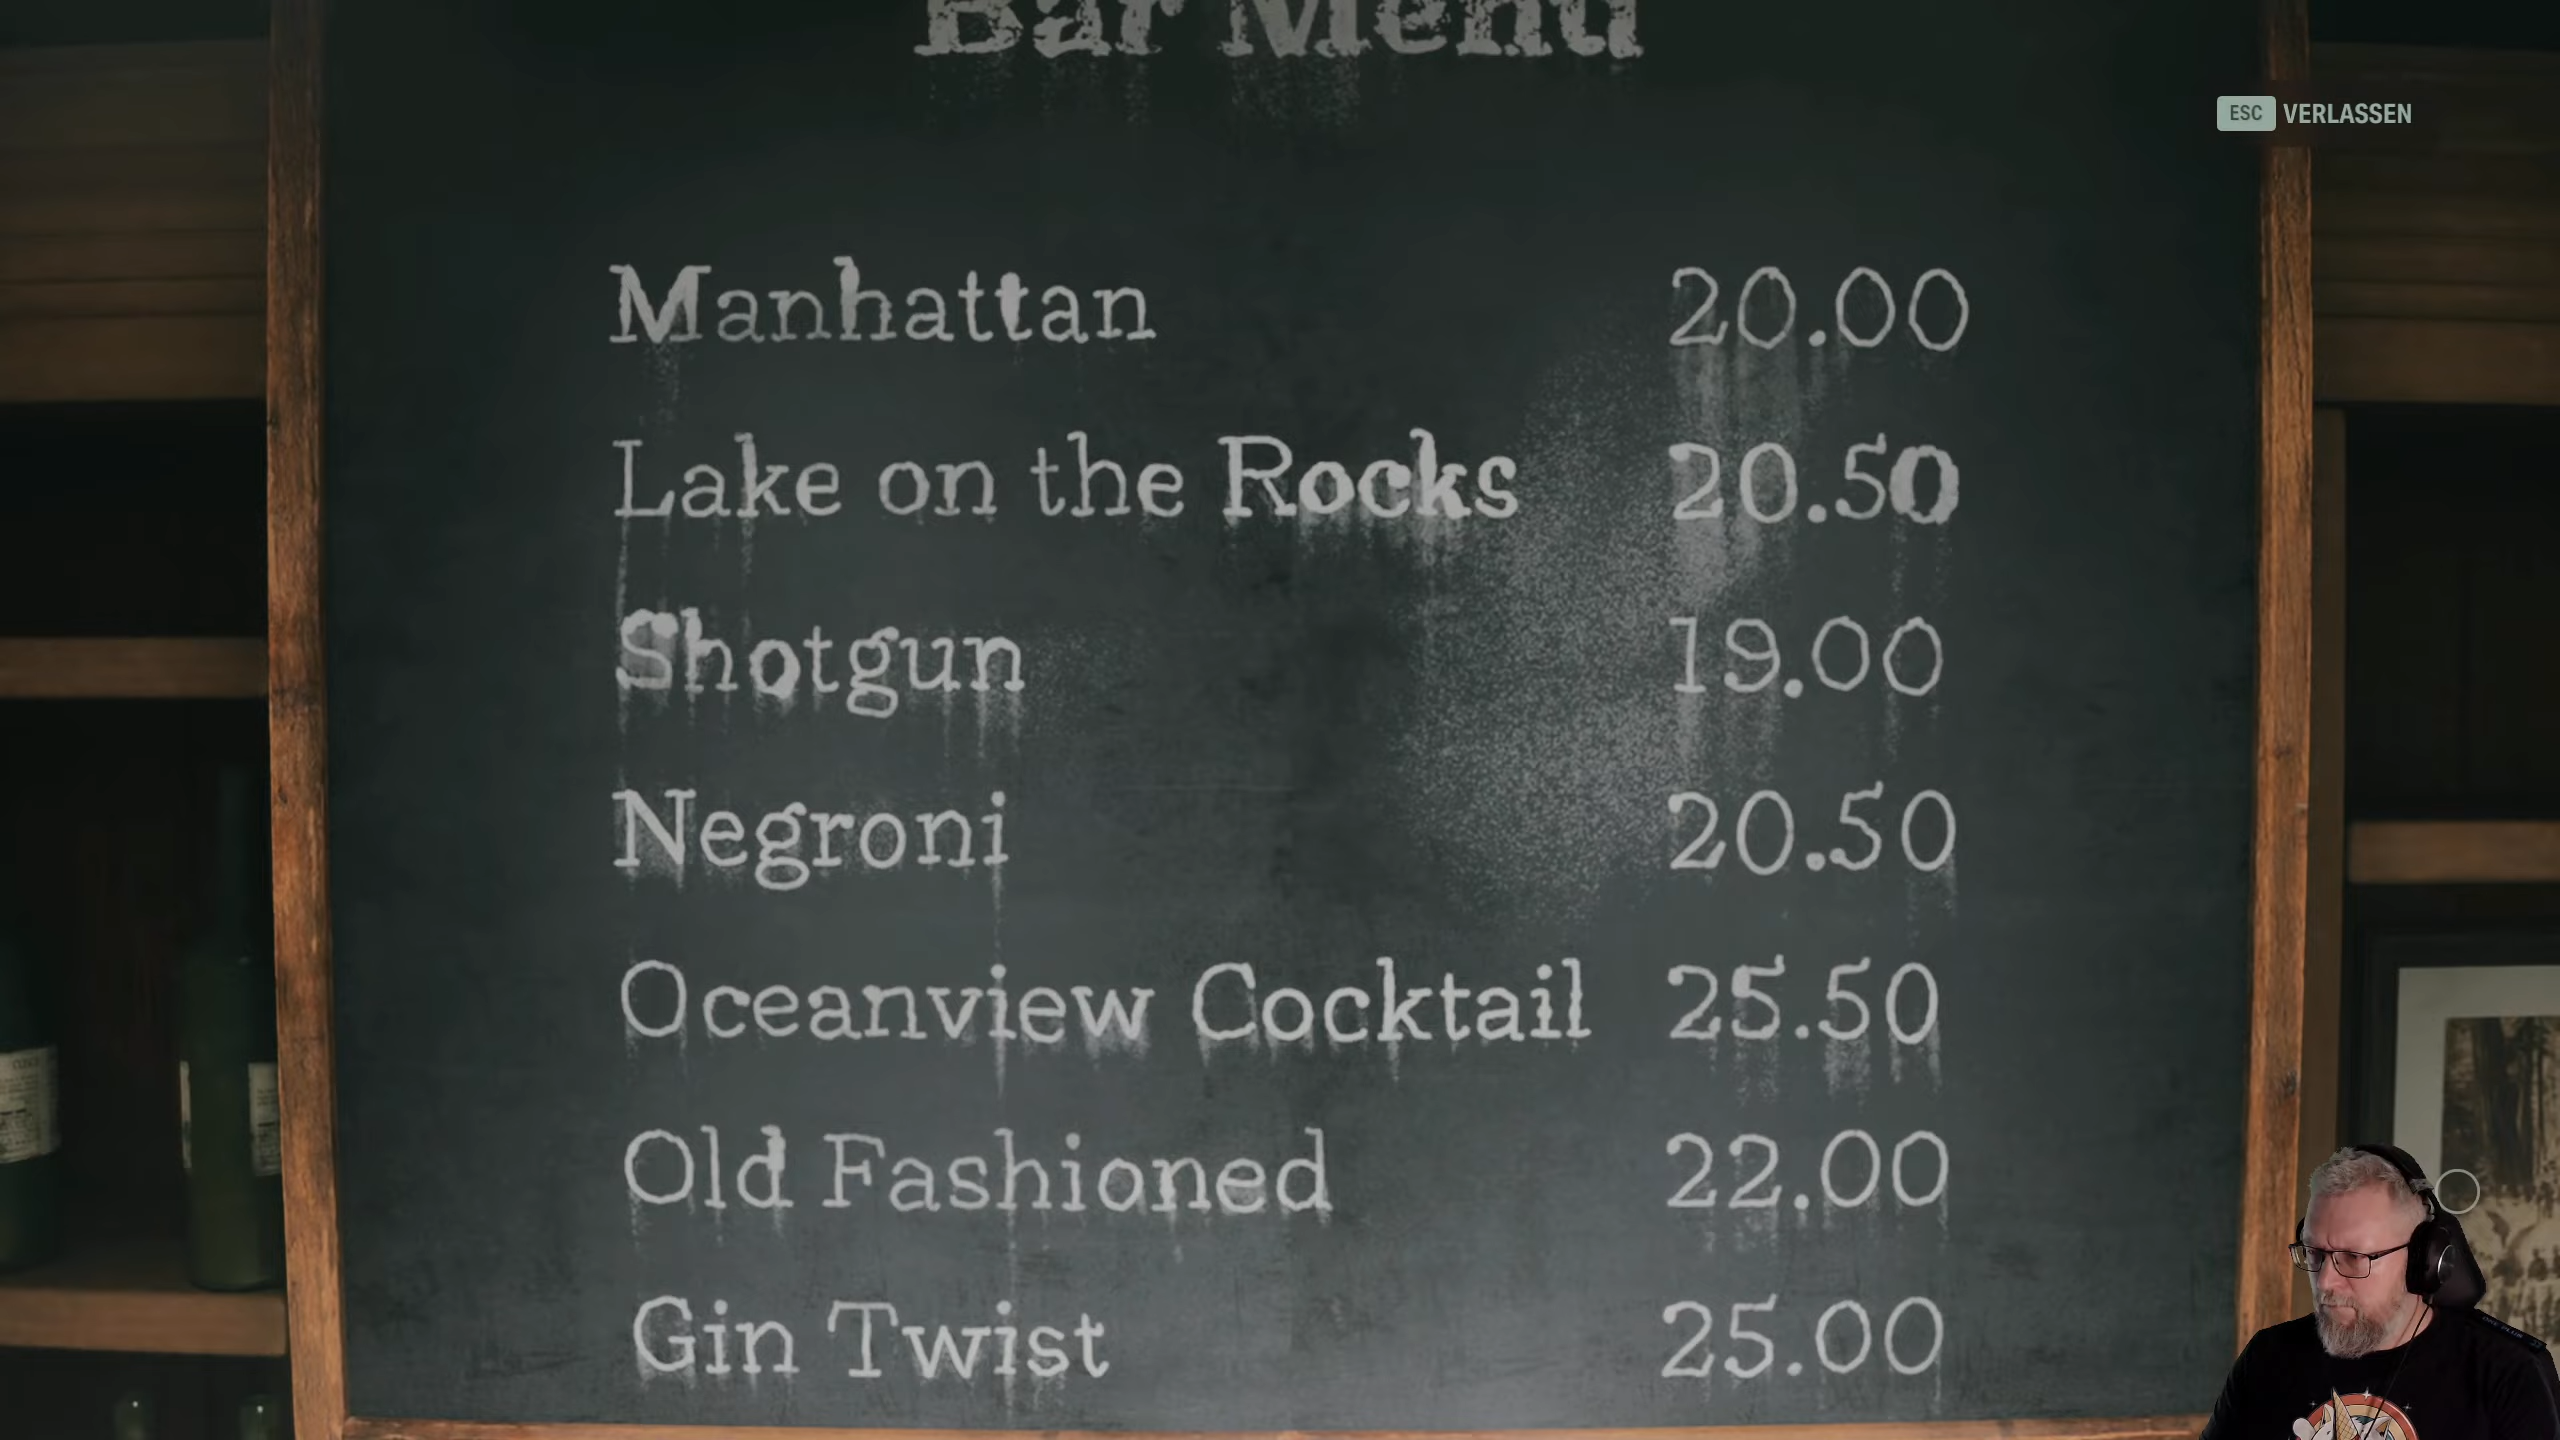 Bar Menu
ESC VERLASSEN
Manhattan 20.00
Lake on the Rocks 20.50
Shotgun 19.00
Negroni 20.50
Oceanview Cocktail 25.50
Old Fashioned 22.00
Gin Twist 25.00